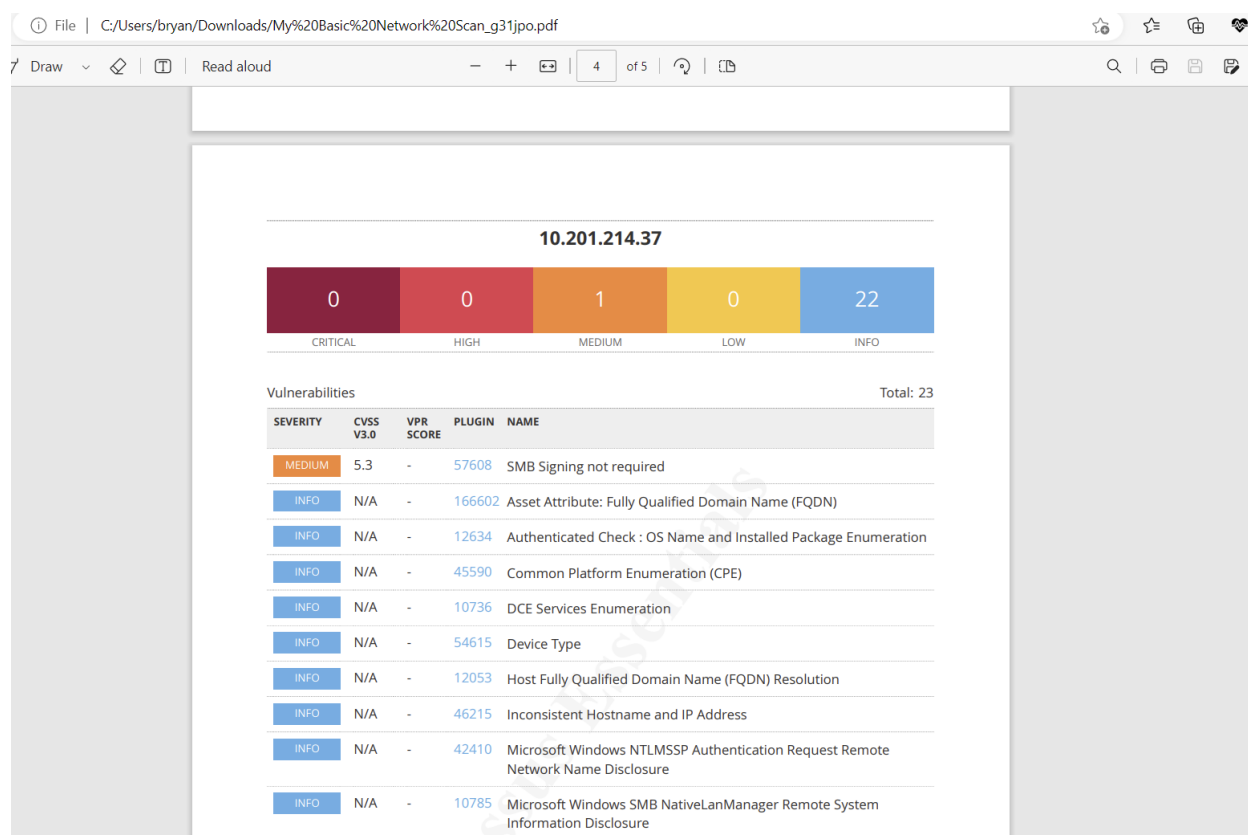 File | C:/Users/bryan/Downloads/My%20Basic%20Network%20Scan_g31jpo.pdf
Draw Read aloud 4 of 5
10.201.214.37
0 0 1 0 22
CRITICAL HIGH MEDIUM LOW INFO
Vulnerabilities Total: 23
SEVERITY CVSS V3.0 VPR SCORE PLUGIN NAME
MEDIUM 5.3 - 57608 SMB Signing not required
INFO N/A - 166602 Asset Attribute: Fully Qualified Domain Name (FQDN)
INFO N/A - 12634 Authenticated Check : OS Name and Installed Package Enumeration
INFO N/A - 45590 Common Platform Enumeration (CPE)
INFO N/A - 10736 DCE Services Enumeration
INFO N/A - 54615 Device Type
INFO N/A - 12053 Host Fully Qualified Domain Name (FQDN) Resolution
INFO N/A - 46215 Inconsistent Hostname and IP Address
INFO N/A - 42410 Microsoft Windows NTLMSSP Authentication Request Remote
Network Name Disclosure
INFO N/A - 10785 Microsoft Windows SMB NativeLanManager Remote System
Information Disclosure
ssus Essentials